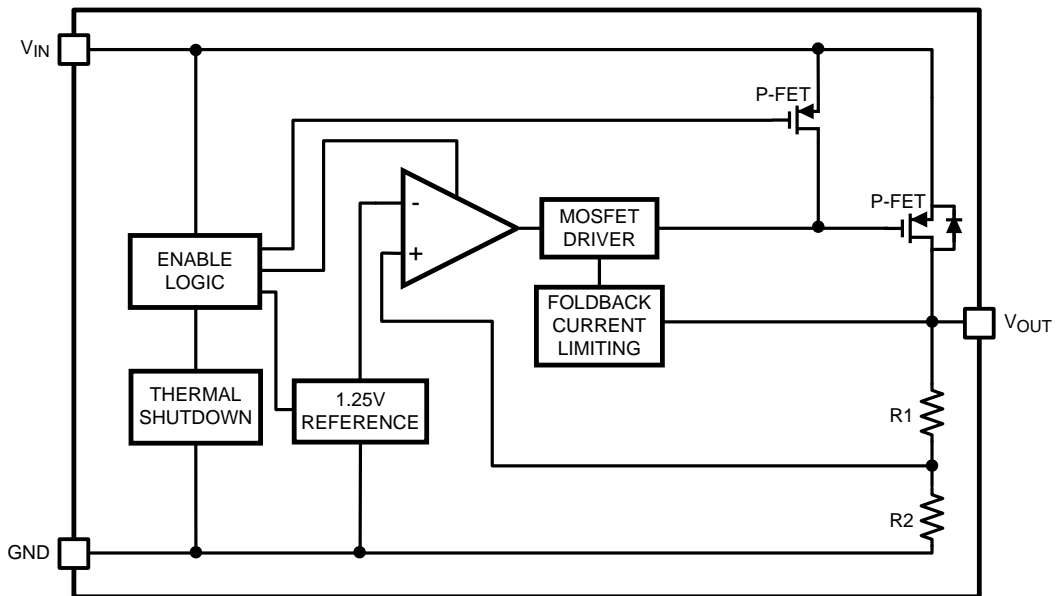 VIN
P-FET
P-FET
-
+
MOSFET
DRIVER
ENABLE
LOGIC
FOLDBACK
CURRENT
LIMITING
VOUT
THERMAL
SHUTDOWN
1.25V
REFERENCE
R1
R2
GND